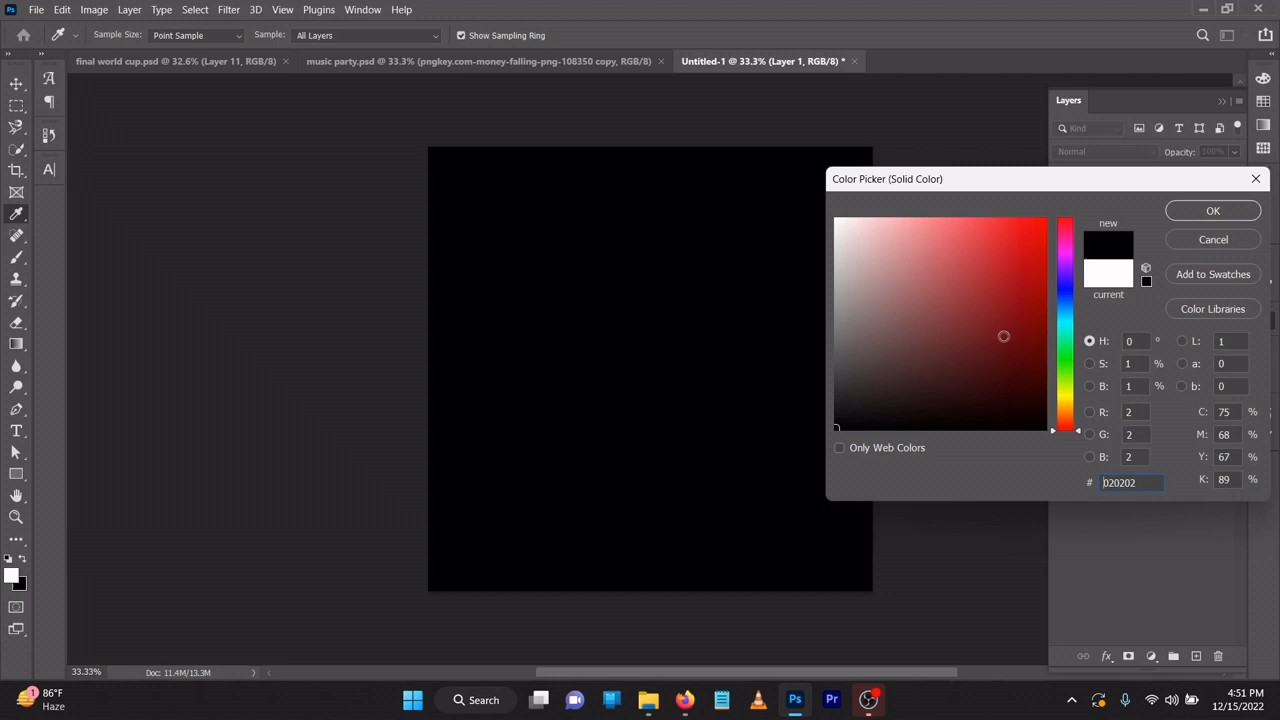 Ps File Edit Image Layer Type Select Filter 3D View Plugins Window Help
Sample Size: Point Sample Sample: All Layers Show Sampling Ring
final world cup.psd @ 32.6% (Layer 11, RGB/8) × music party.psd @ 33.3% (pngkey.com-money-falling-png-108350 copy, RGB/8) × Untitled-1 @ 33.3% (Layer 1, RGB/8) * ×
Layers
Kind
Normal Opacity: 100%
Color Picker (Solid Color)
new
current
OK
Cancel
Add to Swatches
Color Libraries
H: 0 ° L: 1
S: 1 % a: 0
B: 1 % b: 0
R: 2 C: 75 %
G: 2 M: 68 %
B: 2 Y: 67 %
# 020202 K: 89 %
Only Web Colors
33.33% Doc: 11.4M/13.3M
1 86°F
Haze
Search
Ps Pr
4:51 PM
12/15/2022